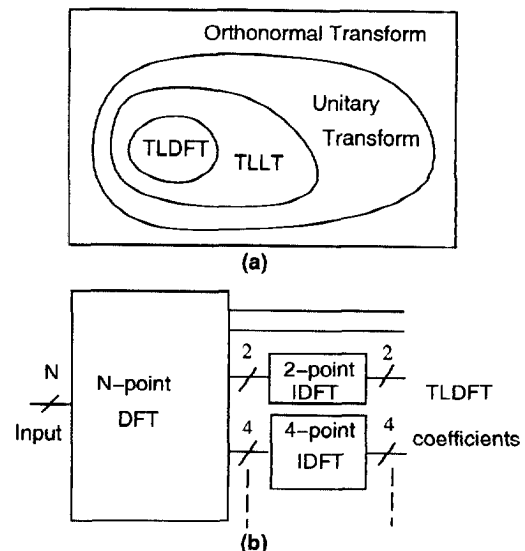 Orthonormal Transform
Unitary
Transform
TLDFT
TLLT
(a)
N
Input
N-point
DFT
2
2-point
IDFT
2
4
4-point
IDFT
4
TLDFT
coefficients
(b)